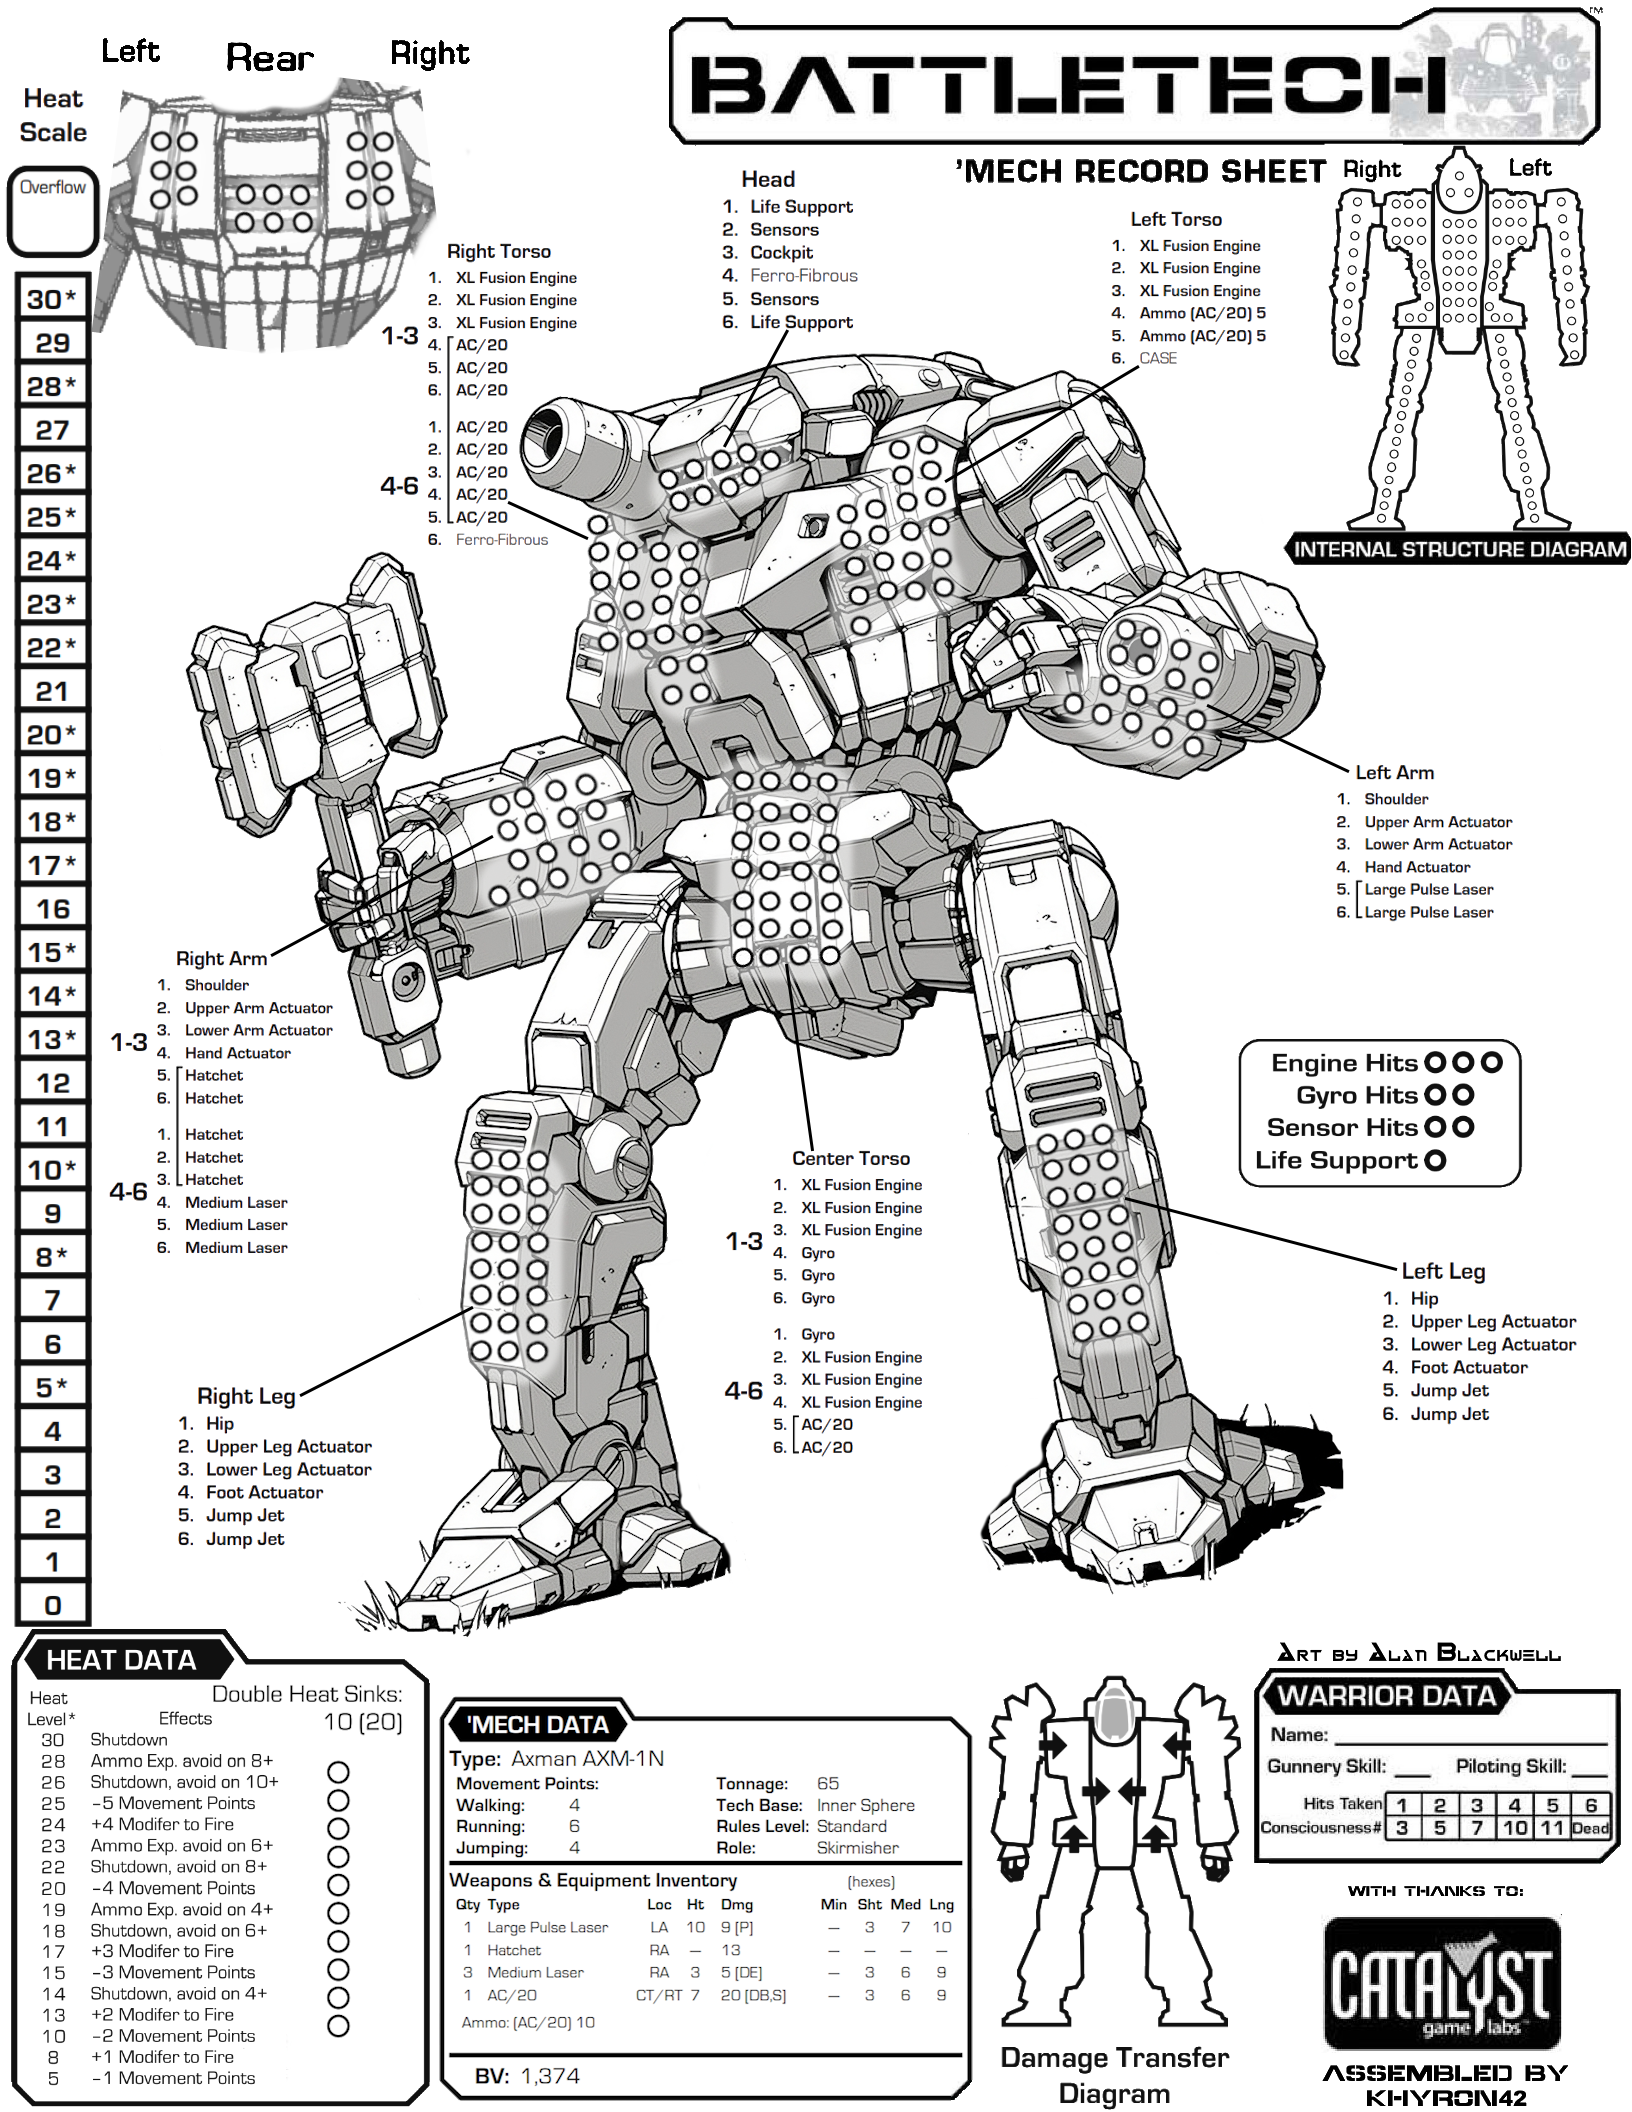 Left Rear Right
Heat
Scale
Overflow
30*
29
28*
27
26*
25*
24*
23*
22*
21
20*
19*
18*
17*
16
15*
14*
13*
12
11
10*
9
8*
7
6
5*
4
3
2
1
0
BATTLETECH ™
'MECH RECORD SHEET
Right Left
INTERNAL STRUCTURE DIAGRAM
Head
1. Life Support
2. Sensors
3. Cockpit
4. Ferro-Fibrous
5. Sensors
6. Life Support
Left Torso
1. XL Fusion Engine
2. XL Fusion Engine
3. XL Fusion Engine
4. Ammo (AC/20) 5
5. Ammo (AC/20) 5
6. CASE
Right Torso
1. XL Fusion Engine
2. XL Fusion Engine
3. XL Fusion Engine
1-3
4. AC/20
5. AC/20
6. AC/20
1. AC/20
2. AC/20
3. AC/20
4-6
4. AC/20
5. AC/20
6. Ferro-Fibrous
Left Arm
1. Shoulder
2. Upper Arm Actuator
3. Lower Arm Actuator
4. Hand Actuator
5. Large Pulse Laser
6. Large Pulse Laser
Right Arm
1. Shoulder
2. Upper Arm Actuator
3. Lower Arm Actuator
1-3
4. Hand Actuator
5. Hatchet
6. Hatchet
1. Hatchet
2. Hatchet
3. Hatchet
4-6
4. Medium Laser
5. Medium Laser
6. Medium Laser
Engine Hits
Gyro Hits
Sensor Hits
Life Support
Center Torso
1. XL Fusion Engine
2. XL Fusion Engine
3. XL Fusion Engine
1-3
4. Gyro
5. Gyro
6. Gyro
1. Gyro
2. XL Fusion Engine
3. XL Fusion Engine
4-6
4. XL Fusion Engine
5. AC/20
6. AC/20
Left Leg
1. Hip
2. Upper Leg Actuator
3. Lower Leg Actuator
4. Foot Actuator
5. Jump Jet
6. Jump Jet
Right Leg
1. Hip
2. Upper Leg Actuator
3. Lower Leg Actuator
4. Foot Actuator
5. Jump Jet
6. Jump Jet
HEAT DATA
Heat Double Heat Sinks:
Level* Effects 10 (20)
30 Shutdown
28 Ammo Exp. avoid on 8+
26 Shutdown, avoid on 10+
25 -5 Movement Points
24 +4 Modifer to Fire
23 Ammo Exp. avoid on 6+
22 Shutdown, avoid on 8+
20 -4 Movement Points
19 Ammo Exp. avoid on 4+
18 Shutdown, avoid on 6+
17 +3 Modifer to Fire
15 -3 Movement Points
14 Shutdown, avoid on 4+
13 +2 Modifer to Fire
10 -2 Movement Points
8 +1 Modifer to Fire
5 -1 Movement Points
'MECH DATA
Type: Axman AXM-1N
Movement Points: Tonnage: 65
Walking: 4 Tech Base: Inner Sphere
Running: 6 Rules Level: Standard
Jumping: 4 Role: Skirmisher
Weapons & Equipment Inventory (hexes)
Qty Type Loc Ht Dmg Min Sht Med Lng
1 Large Pulse Laser LA 10 9 [P] — 3 7 10
1 Hatchet RA — 13 — — — —
3 Medium Laser RA 3 5 [DE] — 3 6 9
1 AC/20 CT/RT 7 20 [DB,S] — 3 6 9
Ammo: (AC/20) 10
BV: 1,374
Damage Transfer
Diagram
Art by Alan Blackwell
WARRIOR DATA
Name:
Gunnery Skill: Piloting Skill:
Hits Taken 1 2 3 4 5 6
Consciousness# 3 5 7 10 11 Dead
WITH THANKS TO:
CATALYST
game labs™
ASSEMBLED BY
KHYRON42